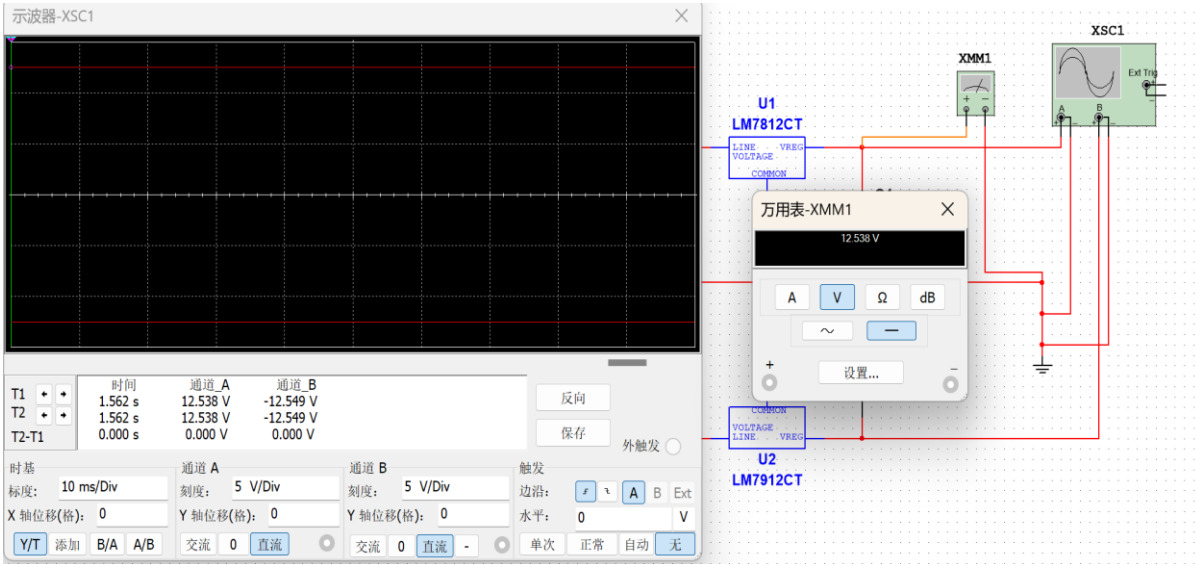 示波器-XSC1
时间 通道_A 通道_B
T1 1.562 s 12.538 V -12.549 V
T2 1.562 s 12.538 V -12.549 V
T2-T1 0.000 s 0.000 V 0.000 V
反向
保存
外触发
时基
标度: 10 ms/Div
X 轴位移(格): 0
Y/T 添加 B/A A/B
通道 A
刻度: 5 V/Div
Y 轴位移(格): 0
交流 0 直流
通道 B
刻度: 5 V/Div
Y 轴位移(格): 0
交流 0 直流 -
触发
边沿: A B Ext
水平: 0 V
单次 正常 自动 无
XSC1
Ext Trig
+
-
A B
+ - + -
XMM1
+ -
U1
LM7812CT
LINE VREG
VOLTAGE
COMMON
万用表-XMM1
12.538 V
A V Ω dB
~ —
+ 设置... -
COMMON
VOLTAGE
LINE VREG
U2
LM7912CT